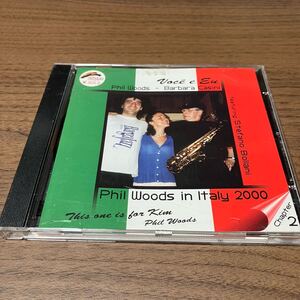 Você e Eu
Phil Woods - Barbara Casini
featuring Stefano Bollani
Phil Woods in Italy 2000
This one is for Kim
Phil Woods
Chapter
2